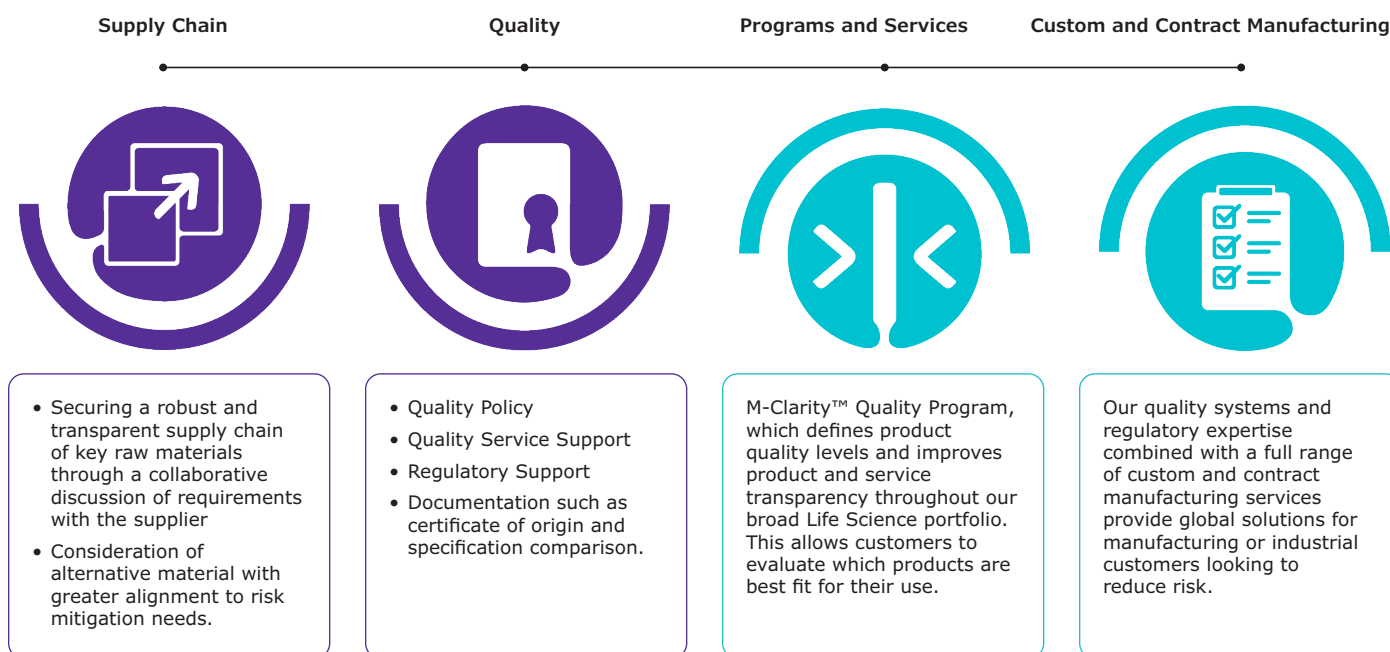 Supply Chain
Quality
Programs and Services
Custom and Contract Manufacturing
• Securing a robust and
transparent supply chain
of key raw materials
through a collaborative
discussion of requirements
with the supplier
• Consideration of
alternative material with
greater alignment to risk
mitigation needs.
• Quality Policy
• Quality Service Support
• Regulatory Support
• Documentation such as
certificate of origin and
specification comparison.
M-Clarity™ Quality Program,
which defines product
quality levels and improves
product and service
transparency throughout our
broad Life Science portfolio.
This allows customers to
evaluate which products are
best fit for their use.
Our quality systems and
regulatory expertise
combined with a full range
of custom and contract
manufacturing services
provide global solutions for
manufacturing or industrial
customers looking to
reduce risk.